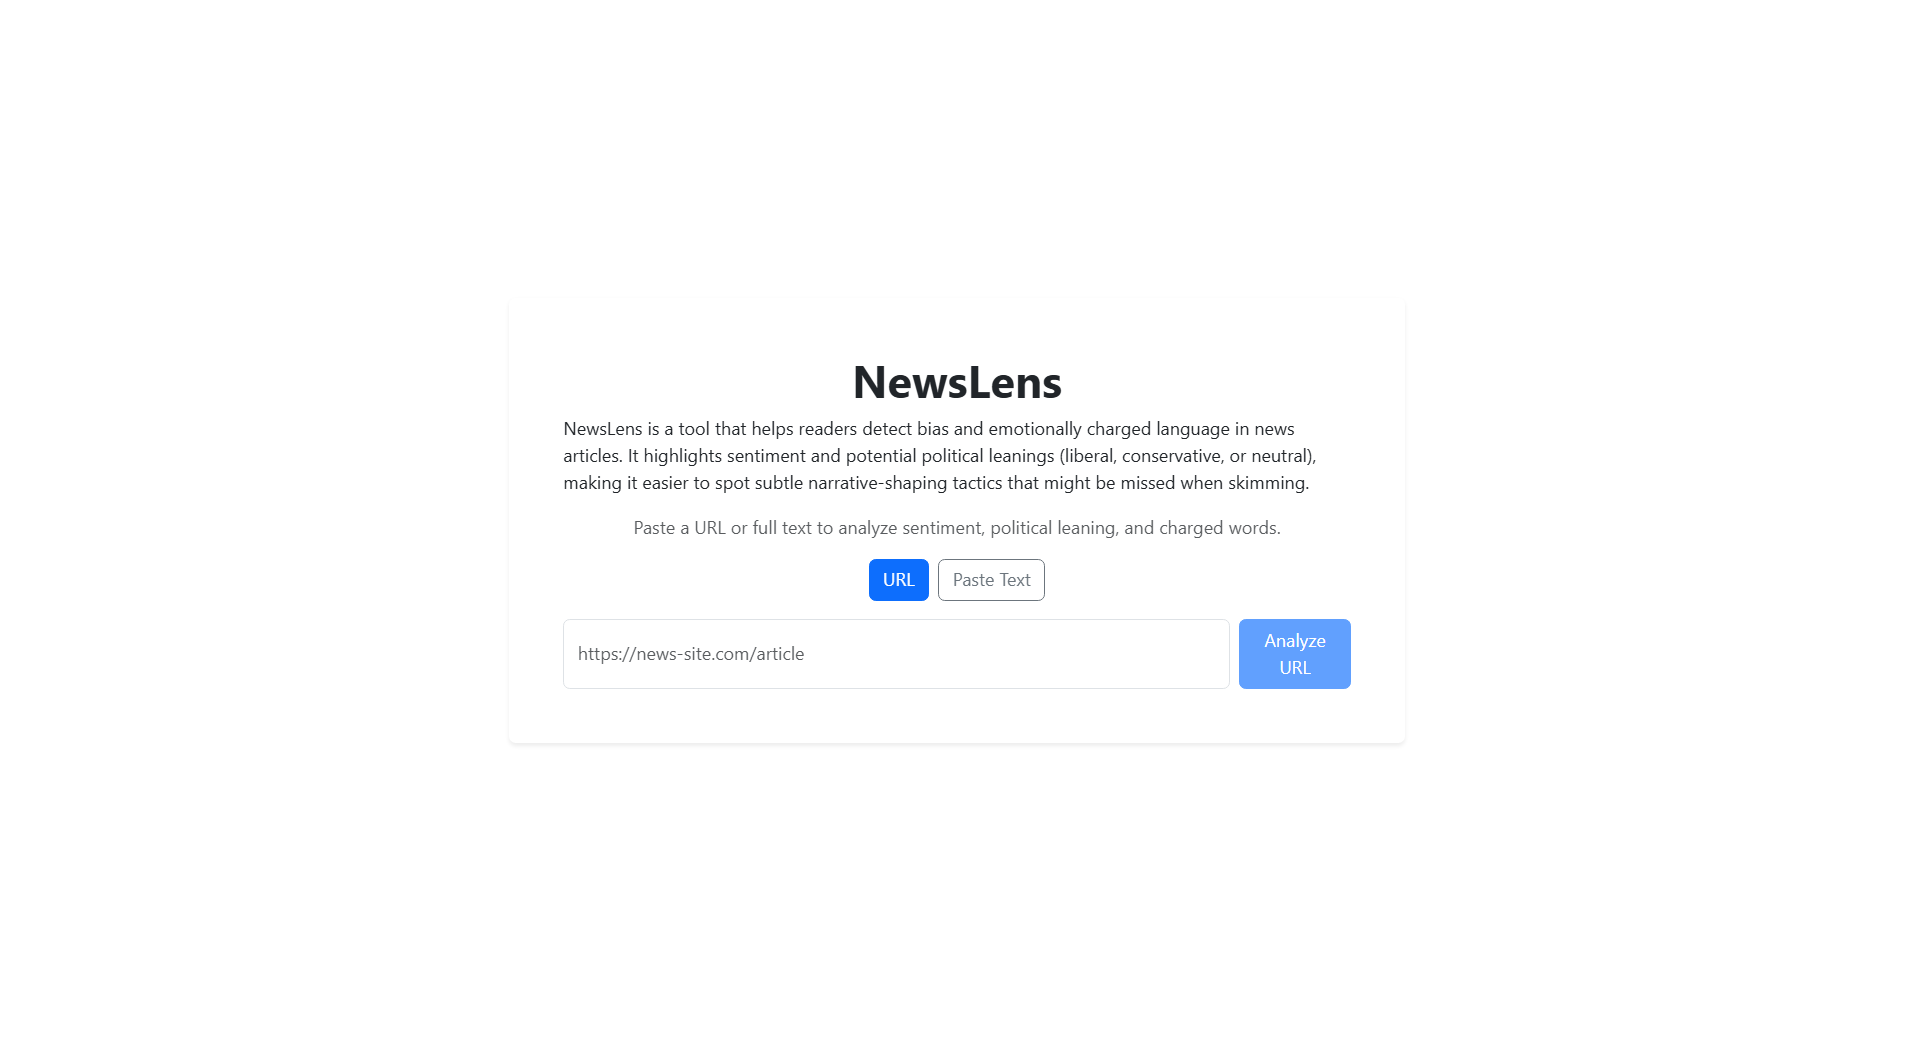 NewsLens
NewsLens is a tool that helps readers detect bias and emotionally charged language in news
articles. It highlights sentiment and potential political leanings (liberal, conservative, or neutral),
making it easier to spot subtle narrative-shaping tactics that might be missed when skimming.
Paste a URL or full text to analyze sentiment, political leaning, and charged words.
URL Paste Text
https://news-site.com/article
Analyze
URL